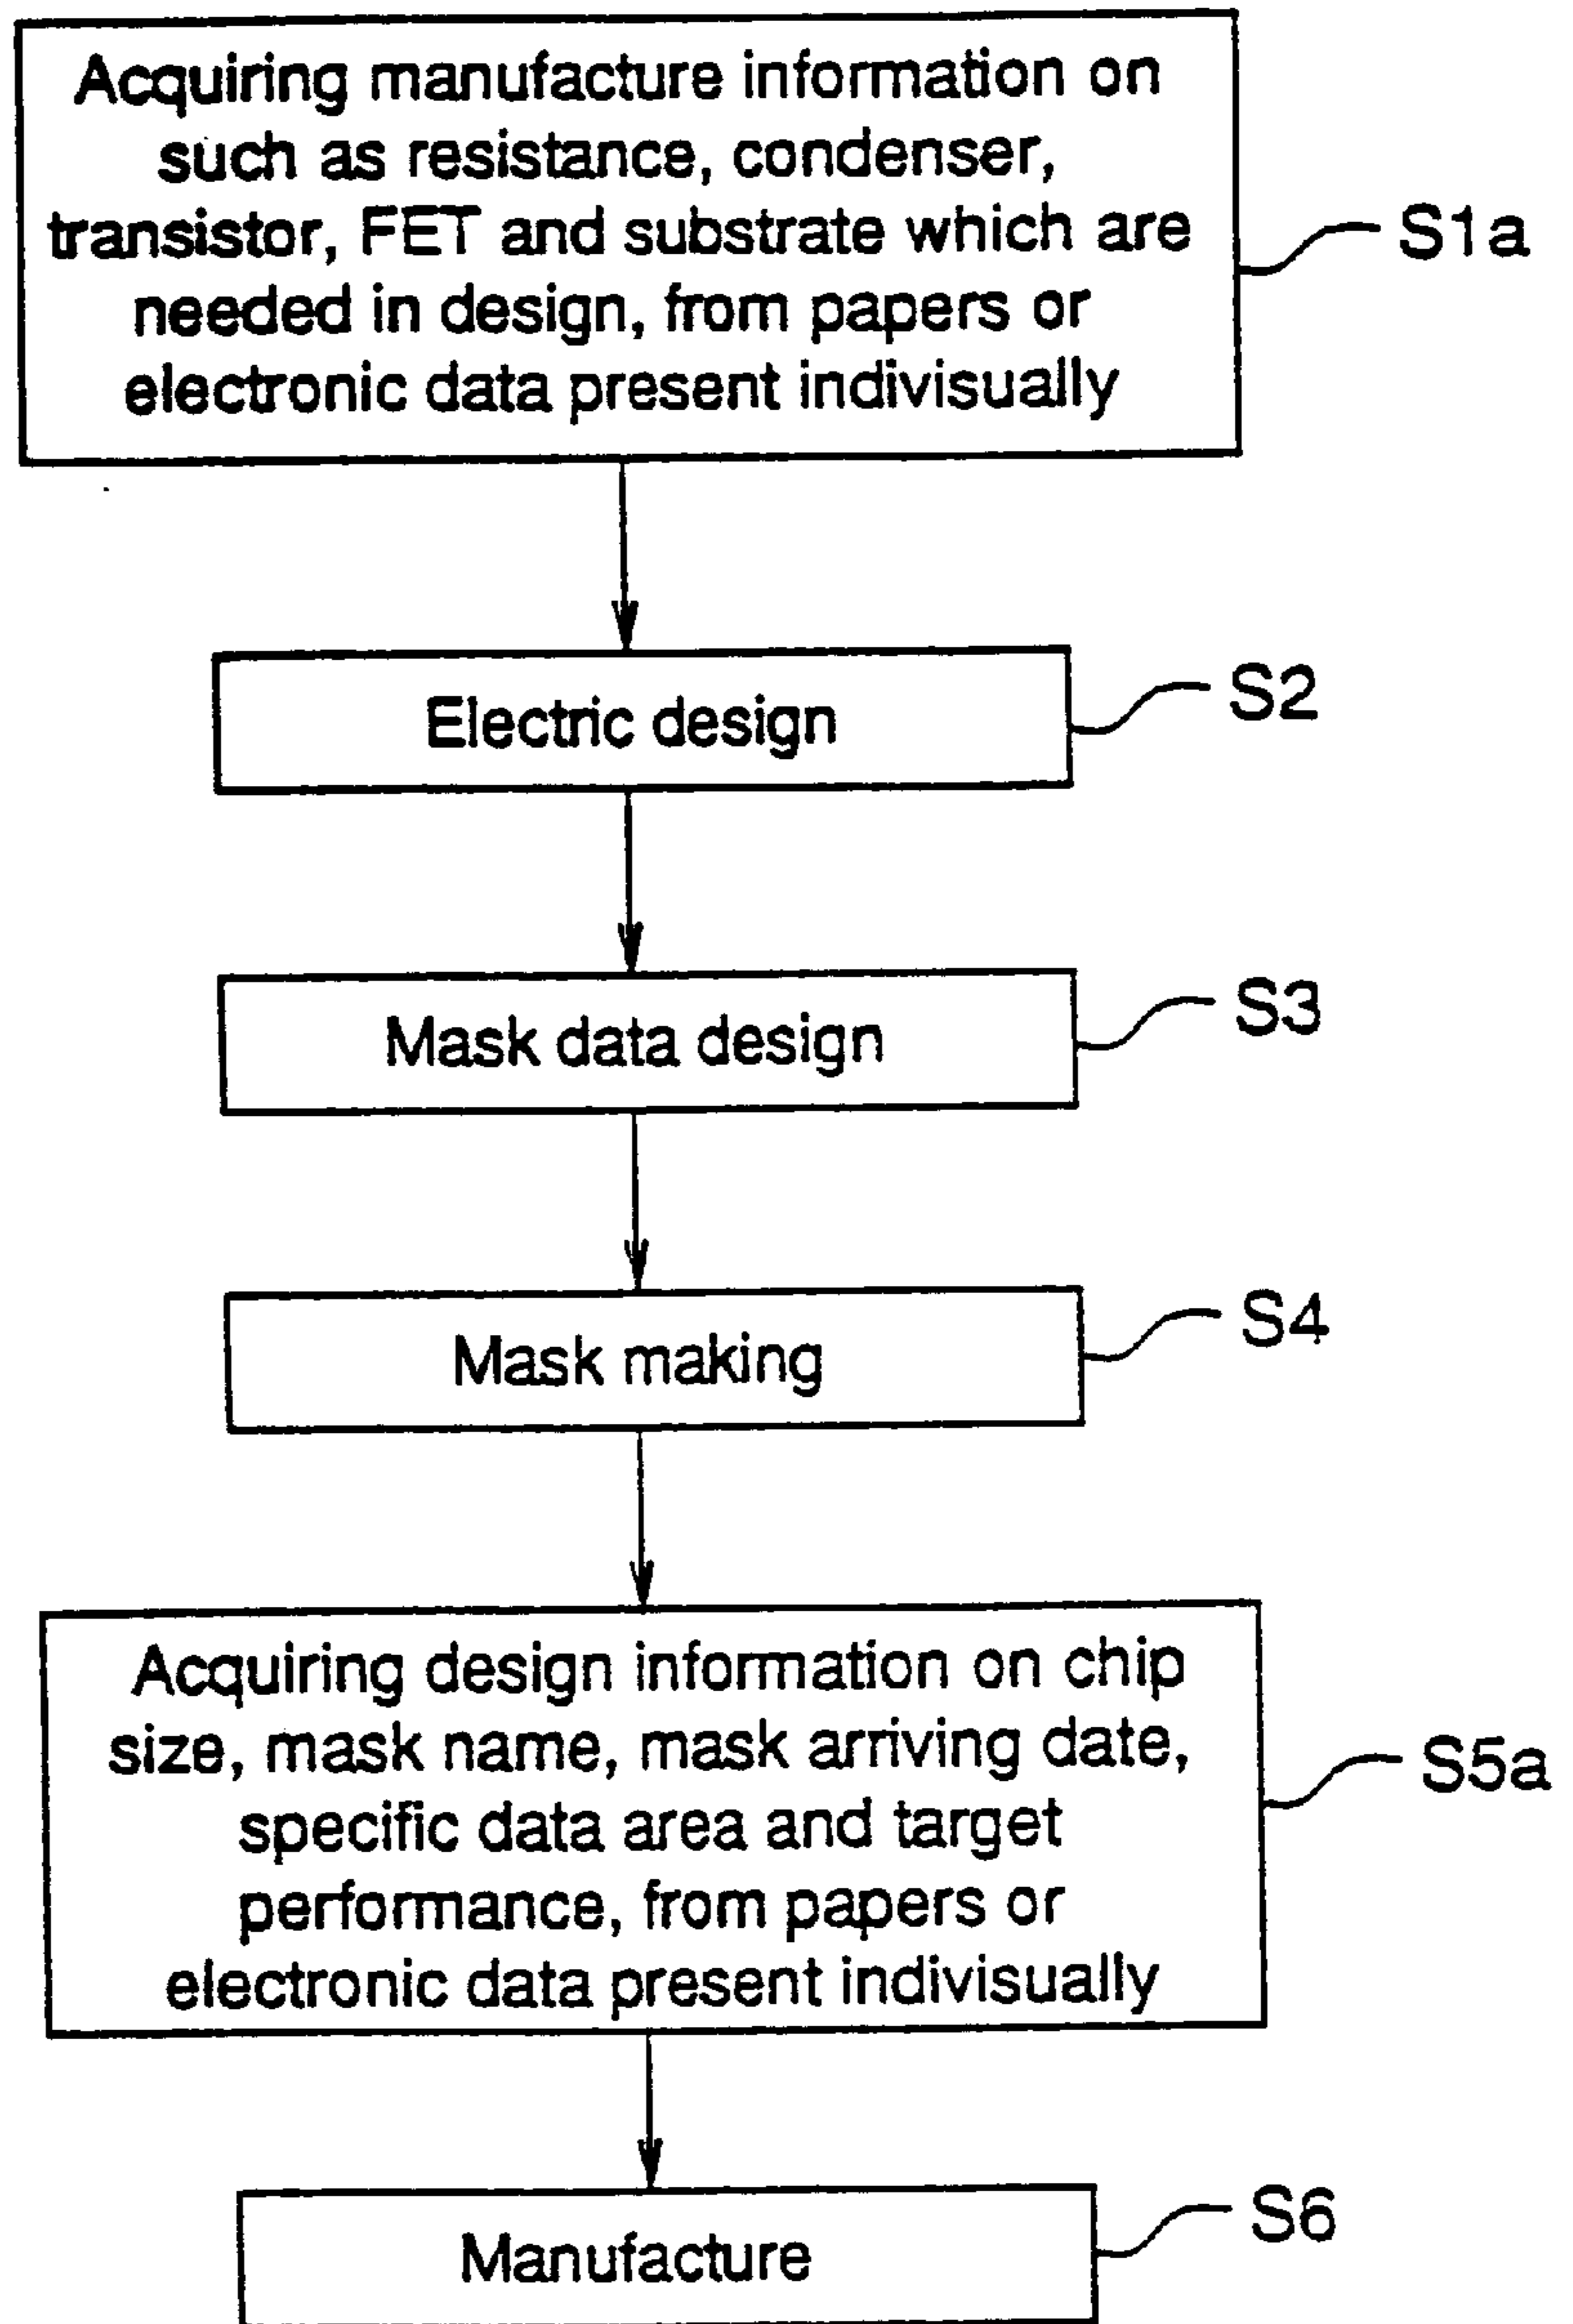 Acquiring manufacture information on
such as resistance, condenser,
transistor, FET and substrate which are
needed in design, from papers or
electronic data present indivisually
S1a
Electric design
S2
Mask data design
S3
Mask making
S4
Acquiring design information on chip
size, mask name, mask arriving date,
specific data area and target
performance, from papers or
electronic data present indivisually
S5a
Manufacture
S6